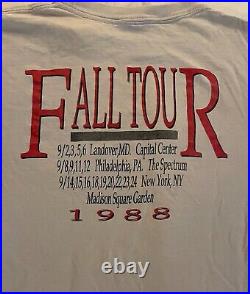 FALL TOUR
9/2,3,5,6 Landover,MD. Capital Center
9/8,9,11,12 Philadelphia, PA. The Spectrum
9/14,15,16,18,19,20,22,23,24 New York, NY
Madison Square Garden
1988